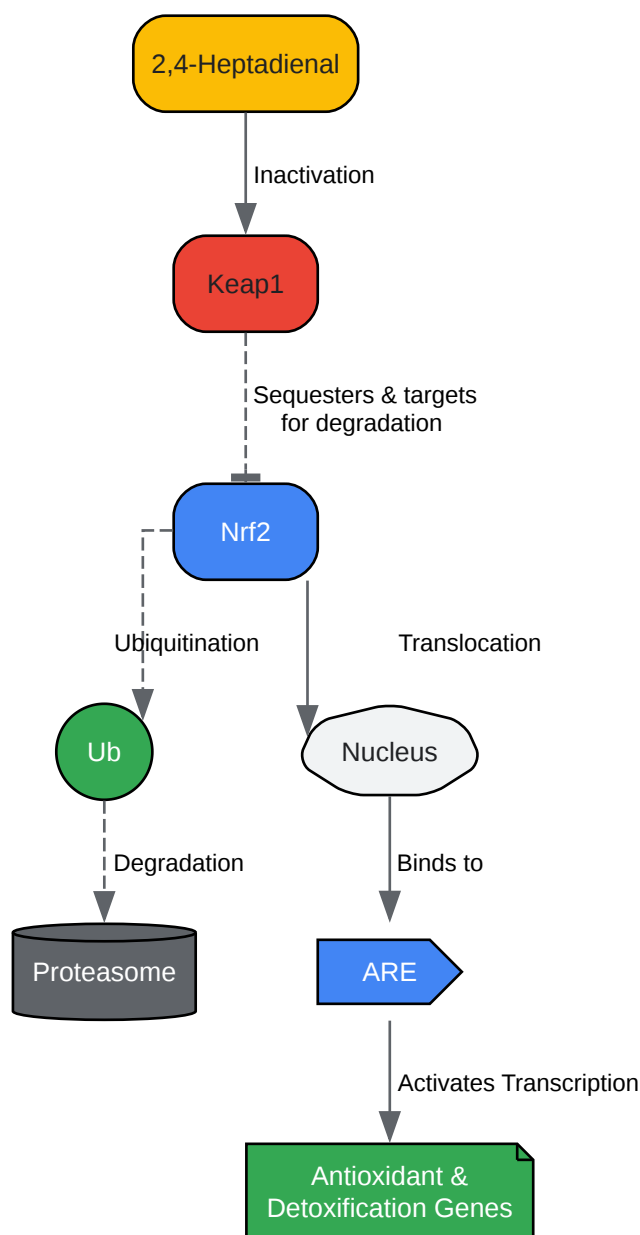 2,4-Heptadienal
Inactivation
Keap1
Sequesters & targets
for degradation
Nrf2
Ubiquitination
Translocation
Ub
Nucleus
Degradation
Binds to
Proteasome
ARE
Activates Transcription
Antioxidant &
Detoxification Genes